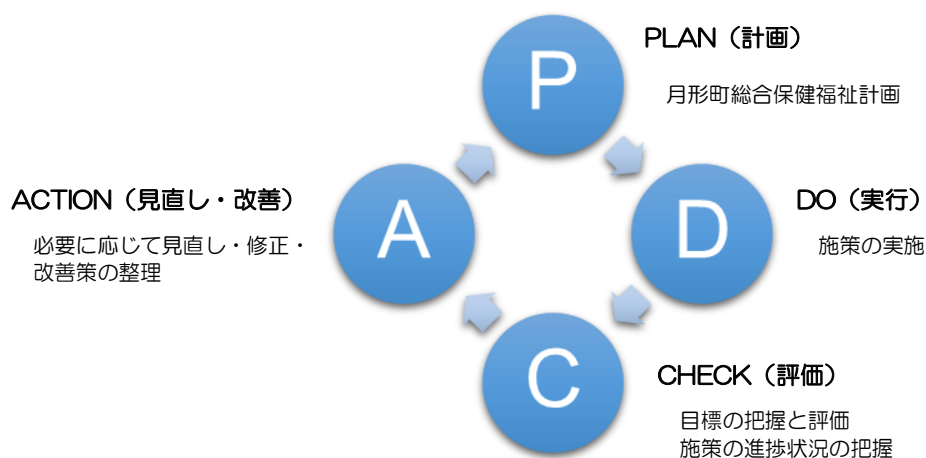 P
PLAN（計画）
月形町総合保健福祉計画
D
DO（実行）
施策の実施
C
CHECK（評価）
目標の把握と評価
施策の進捗状況の把握
A
ACTION（見直し・改善）
必要に応じて見直し・修正・
改善策の整理